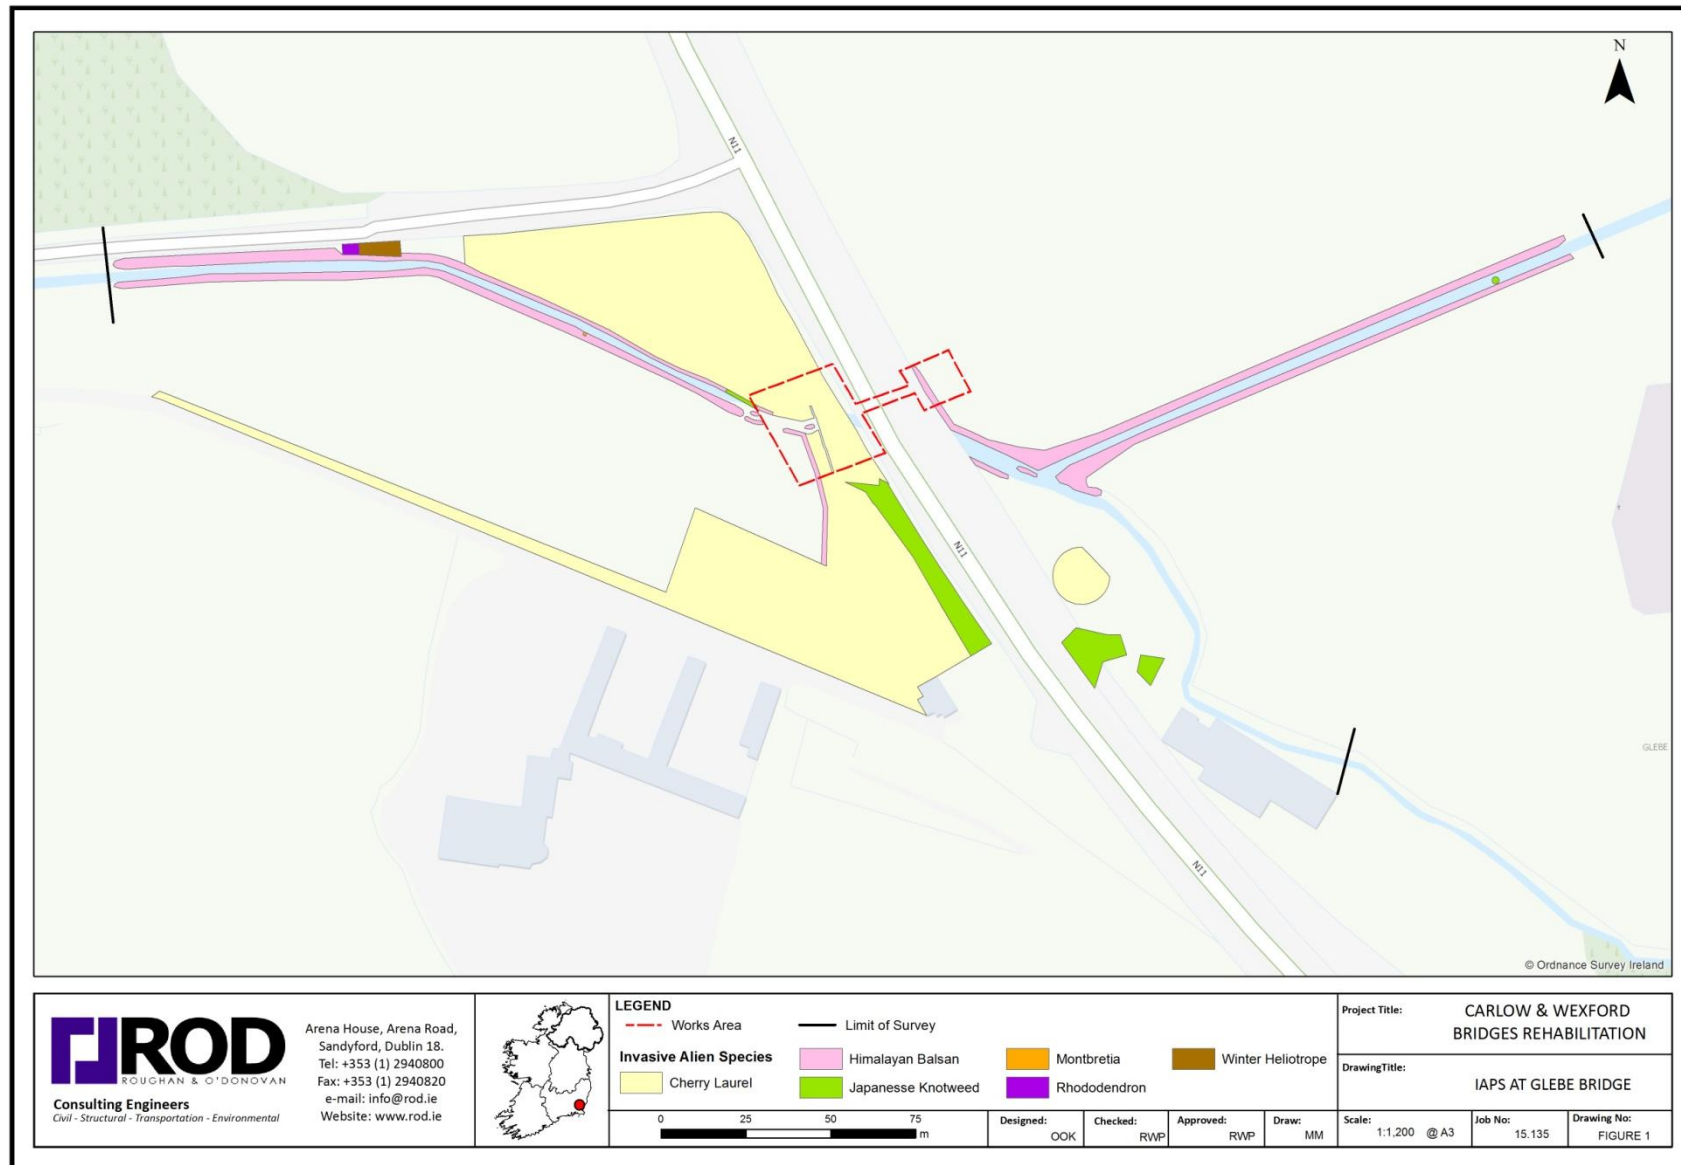 N
N11
N11
N11
GLEBE
© Ordnance Survey Ireland
ROD
ROUGHAN & O'DONOVAN
Consulting Engineers
Civil - Structural - Transportation - Environmental
Arena House, Arena Road,
Sandyford, Dublin 18.
Tel: +353 (1) 2940800
Fax: +353 (1) 2940820
e-mail: info@rod.ie
Website: www.rod.ie
LEGEND
Works Area
Limit of Survey
Invasive Alien Species
Cherry Laurel
Himalayan Balsan
Japanesse Knotweed
Montbretia
Rhododendron
Winter Heliotrope
0 25 50 75
m
Designed:
OOK
Checked:
RWP
Approved:
RWP
Draw:
MM
Project Title:
CARLOW & WEXFORD
BRIDGES REHABILITATION
DrawingTitle:
IAPS AT GLEBE BRIDGE
Scale:
1:1,200 @ A3
Job No:
15.135
Drawing No:
FIGURE 1